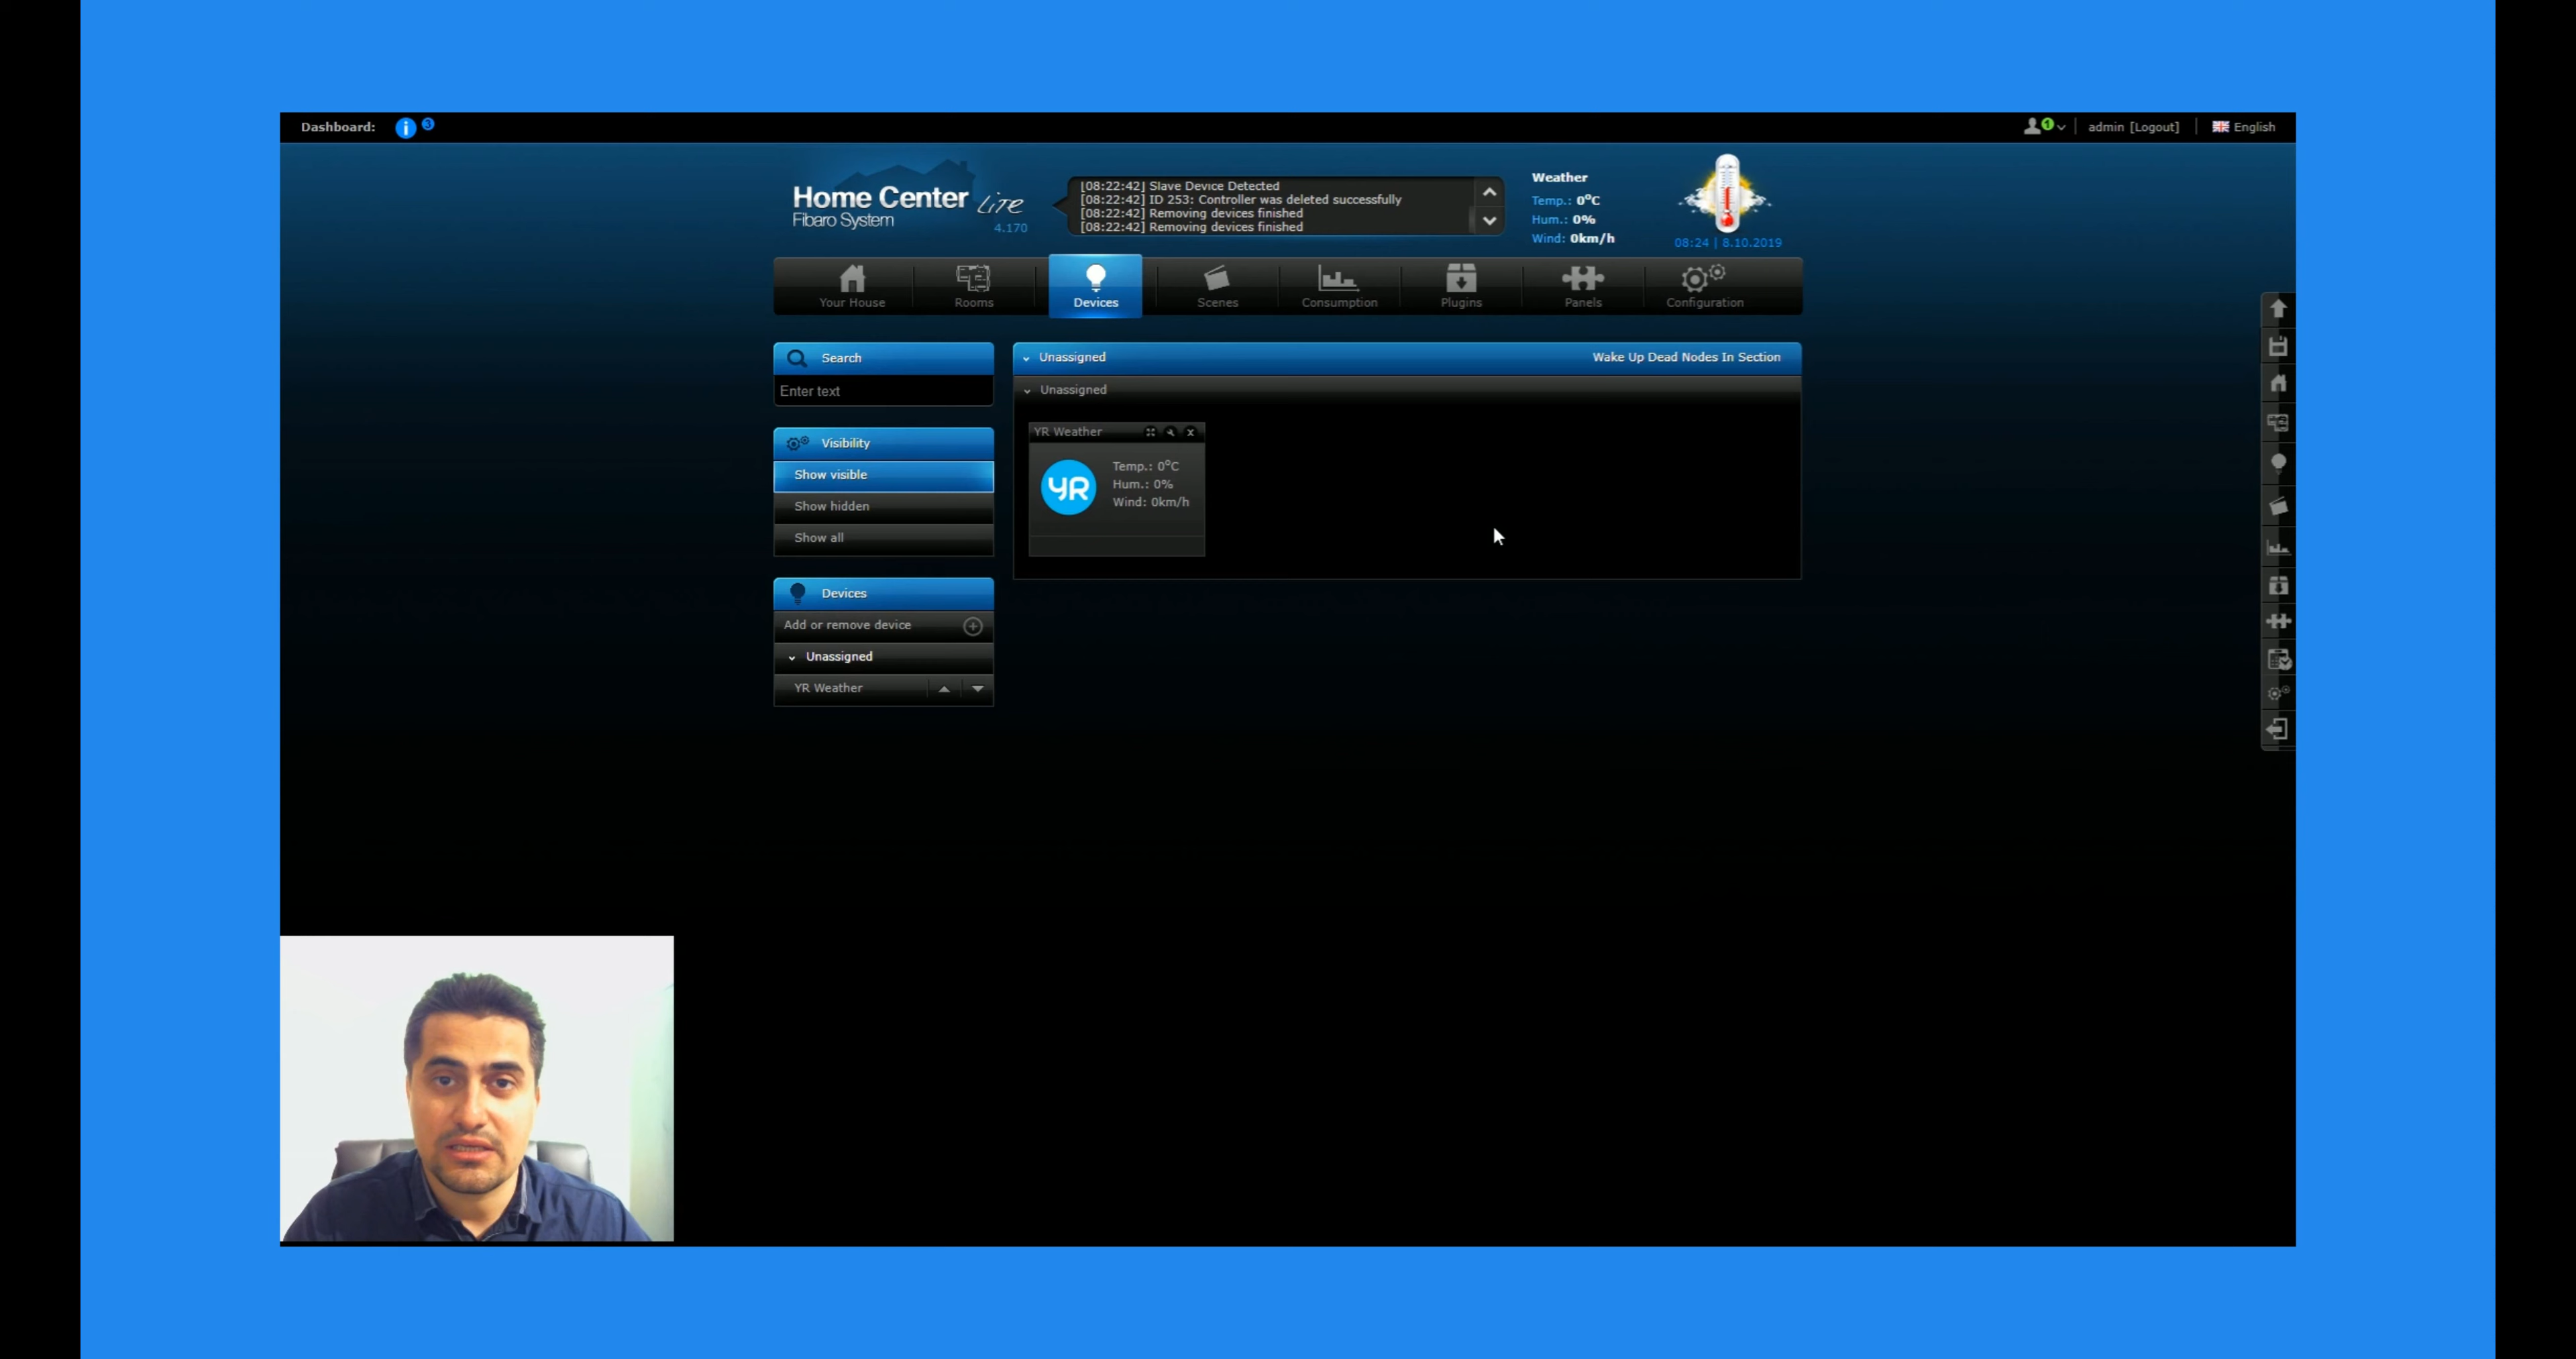 Dashboard: i 3
1 admin [Logout] English
Home Center Lite
Fibaro System
4.170
[08:22:42] Slave Device Detected
[08:22:42] ID 253: Controller was deleted successfully
[08:22:42] Removing devices finished
[08:22:42] Removing devices finished
Weather
Temp.: 0°C
Hum.: 0%
Wind: 0km/h
08:24 | 8.10.2019
Your House Rooms Devices Scenes Consumption Plugins Panels Configuration
Search
Enter text
Visibility
Show visible
Show hidden
Show all
Devices
Add or remove device
Unassigned
YR Weather
Unassigned Wake Up Dead Nodes In Section
Unassigned
YR Weather
YR
Temp.: 0°C
Hum.: 0%
Wind: 0km/h